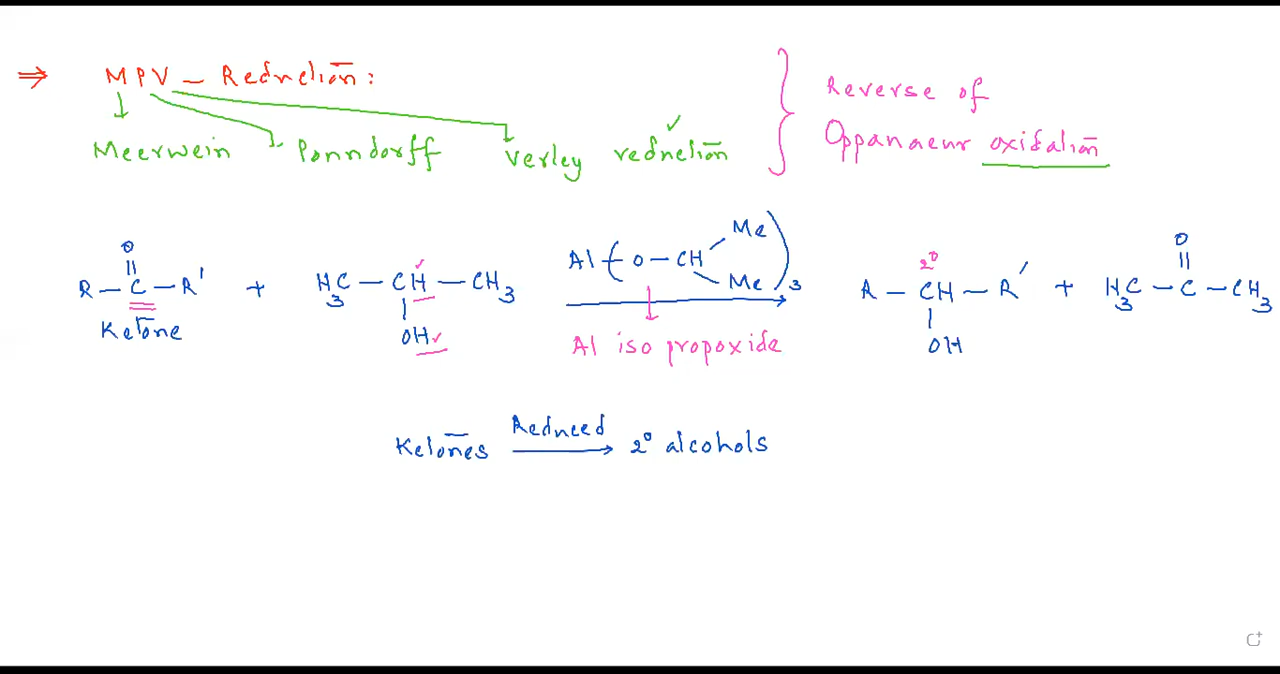 ⇒ MPV – Reduction:
Meerwein Ponndorff Verley reduction ✓
Reverse of
Oppanaeur oxidation
R – C – R' + H3C – CH – CH3 Al ( O – CH Me Me )3 R – CH – R' + H3C – C – CH3
O OH 2° OH O
Ketone
Al iso propoxide
Ketones Reduced → 2° alcohols